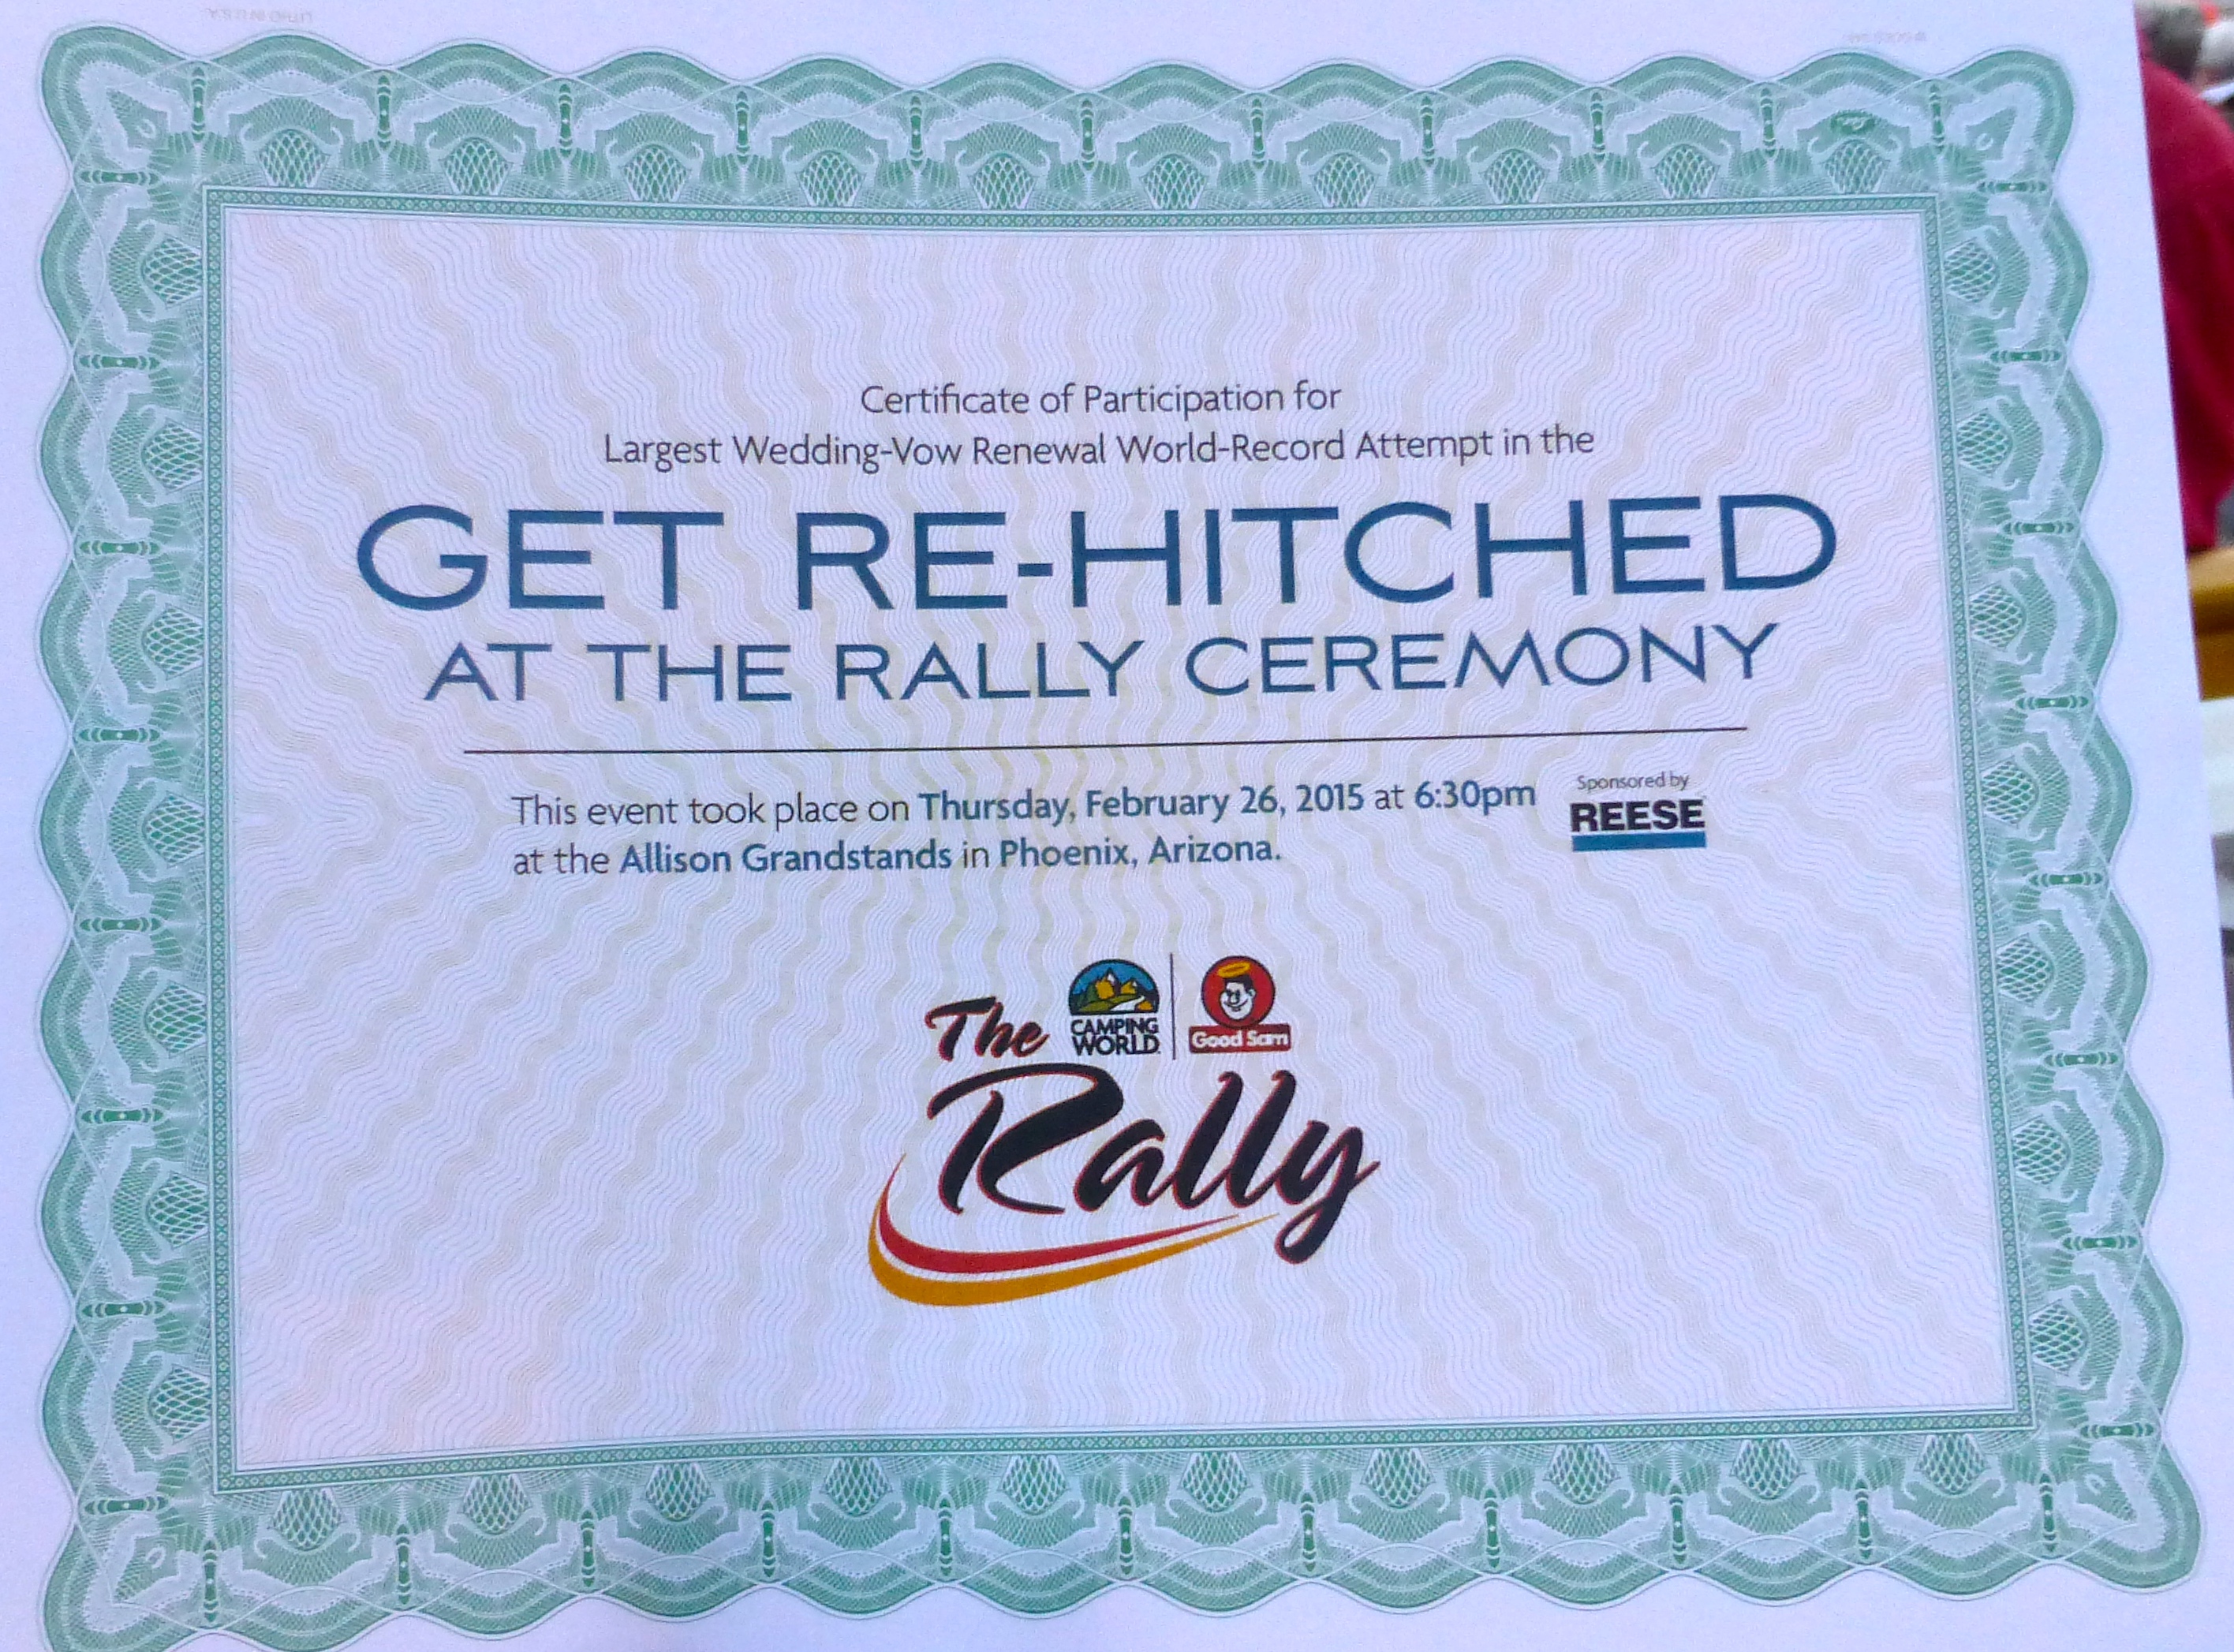 Certificate of Participation for
Largest Wedding-Vow Renewal World-Record Attempt in the
GET RE-HITCHED
AT THE RALLY CEREMONY
This event took place on Thursday, February 26, 2015 at 6:30pm
at the Allison Grandstands in Phoenix, Arizona.
Sponsored by
REESE
The
CAMPING
WORLD
Good Sam
Rally